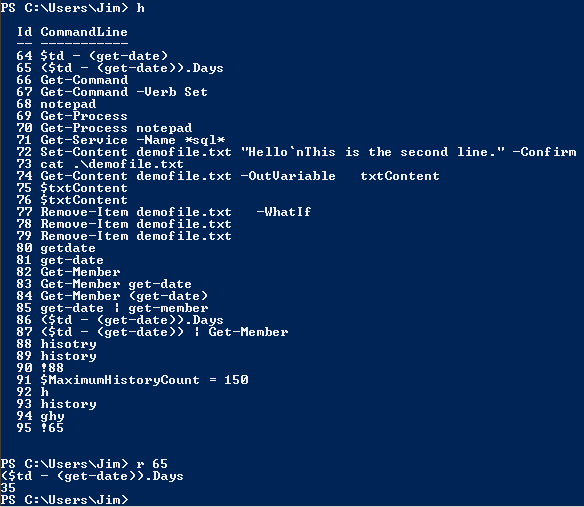 PS C:\Users\Jim> h
Id CommandLine
-- -----------
64 $td - (get-date)
65 ($td - (get-date)).Days
66 Get-Command
67 Get-Command -Verb Set
68 notepad
69 Get-Process
70 Get-Process notepad
71 Get-Service -Name *sql*
72 Set-Content demofile.txt "Hello`nThis is the second line." -Confirm
73 cat .\demofile.txt
74 Get-Content demofile.txt -OutVariable   txtContent
75 $txtContent
76 $txtContent
77 Remove-Item demofile.txt   -WhatIf
78 Remove-Item demofile.txt
79 Remove-Item demofile.txt
80 getdate
81 get-date
82 Get-Member
83 Get-Member get-date
84 Get-Member (get-date)
85 get-date | get-member
86 ($td - (get-date)).Days
87 ($td - (get-date)) | Get-Member
88 hisotry
89 history
90 !88
91 $MaximumHistoryCount = 150
92 h
93 history
94 ghy
95 !65
PS C:\Users\Jim> r 65
($td - (get-date)).Days
35
PS C:\Users\Jim>